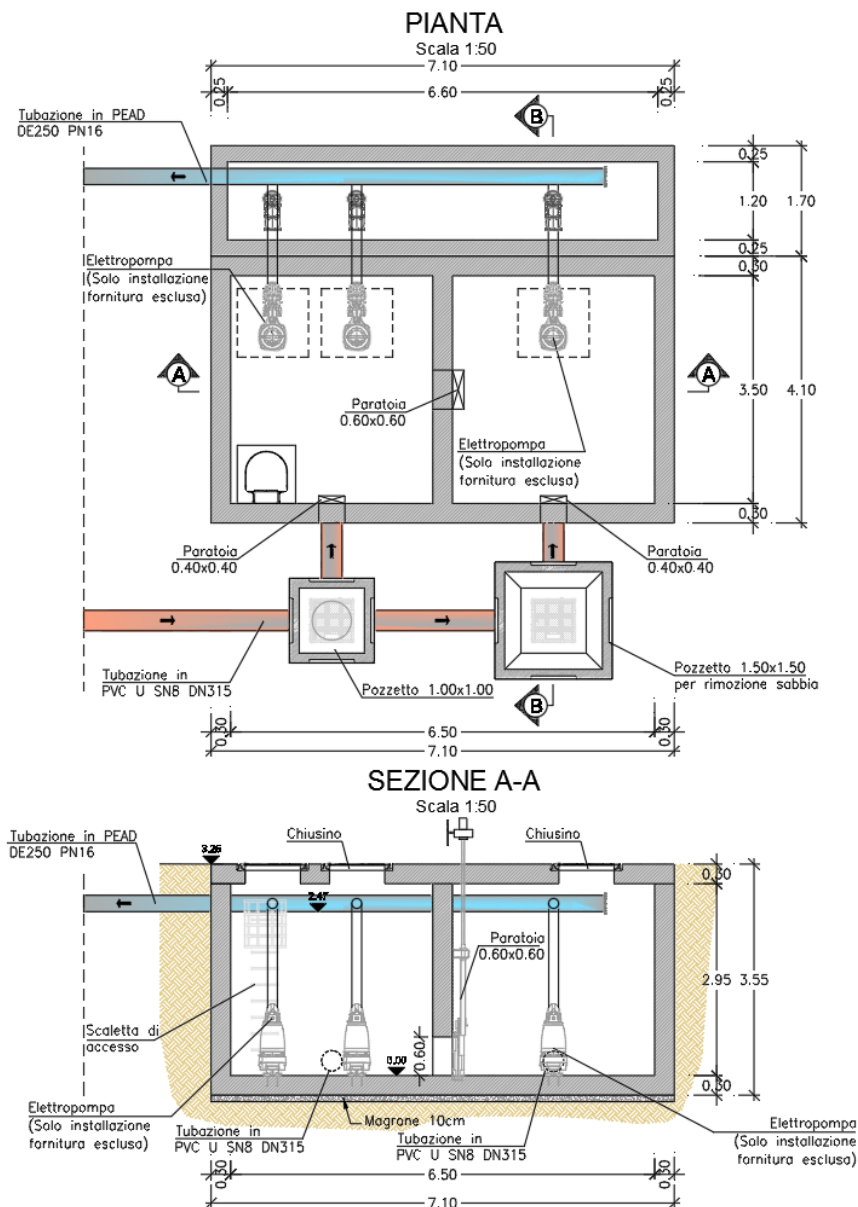 PIANTA
Scala 1:50
7.10
0.25
6.60
0.25
Tubazione in PEAD
DE250 PN16
B
0.25
1.20
1.70
0.25
0.30
Elettropompa
(Solo installazione
fornitura esclusa)
A
A
Paratoia
0.60x0.60
3.50
4.10
Elettropompa
(Solo installazione
fornitura esclusa)
0.30
Paratoia
0.40x0.40
Paratoia
0.40x0.40
Tubazione in
PVC U SN8 DN315
Pozzetto 1.00x1.00
Pozzetto 1.50x1.50
per rimozione sabbia
B
0.30
6.50
0.30
7.10
SEZIONE A-A
Scala 1:50
Tubazione in PEAD
DE250 PN16
3.25
Chiusino
Chiusino
0.30
2.47
Paratoia
0.60x0.60
2.95
3.55
Scaletta di
accesso
0.60
0.00
0.30
Elettropompa
(Solo installazione
fornitura esclusa)
Tubazione in
PVC U SN8 DN315
Magrone 10cm
Tubazione in
PVC U SN8 DN315
Elettropompa
(Solo installazione
fornitura esclusa)
0.30
6.50
0.30
7.10